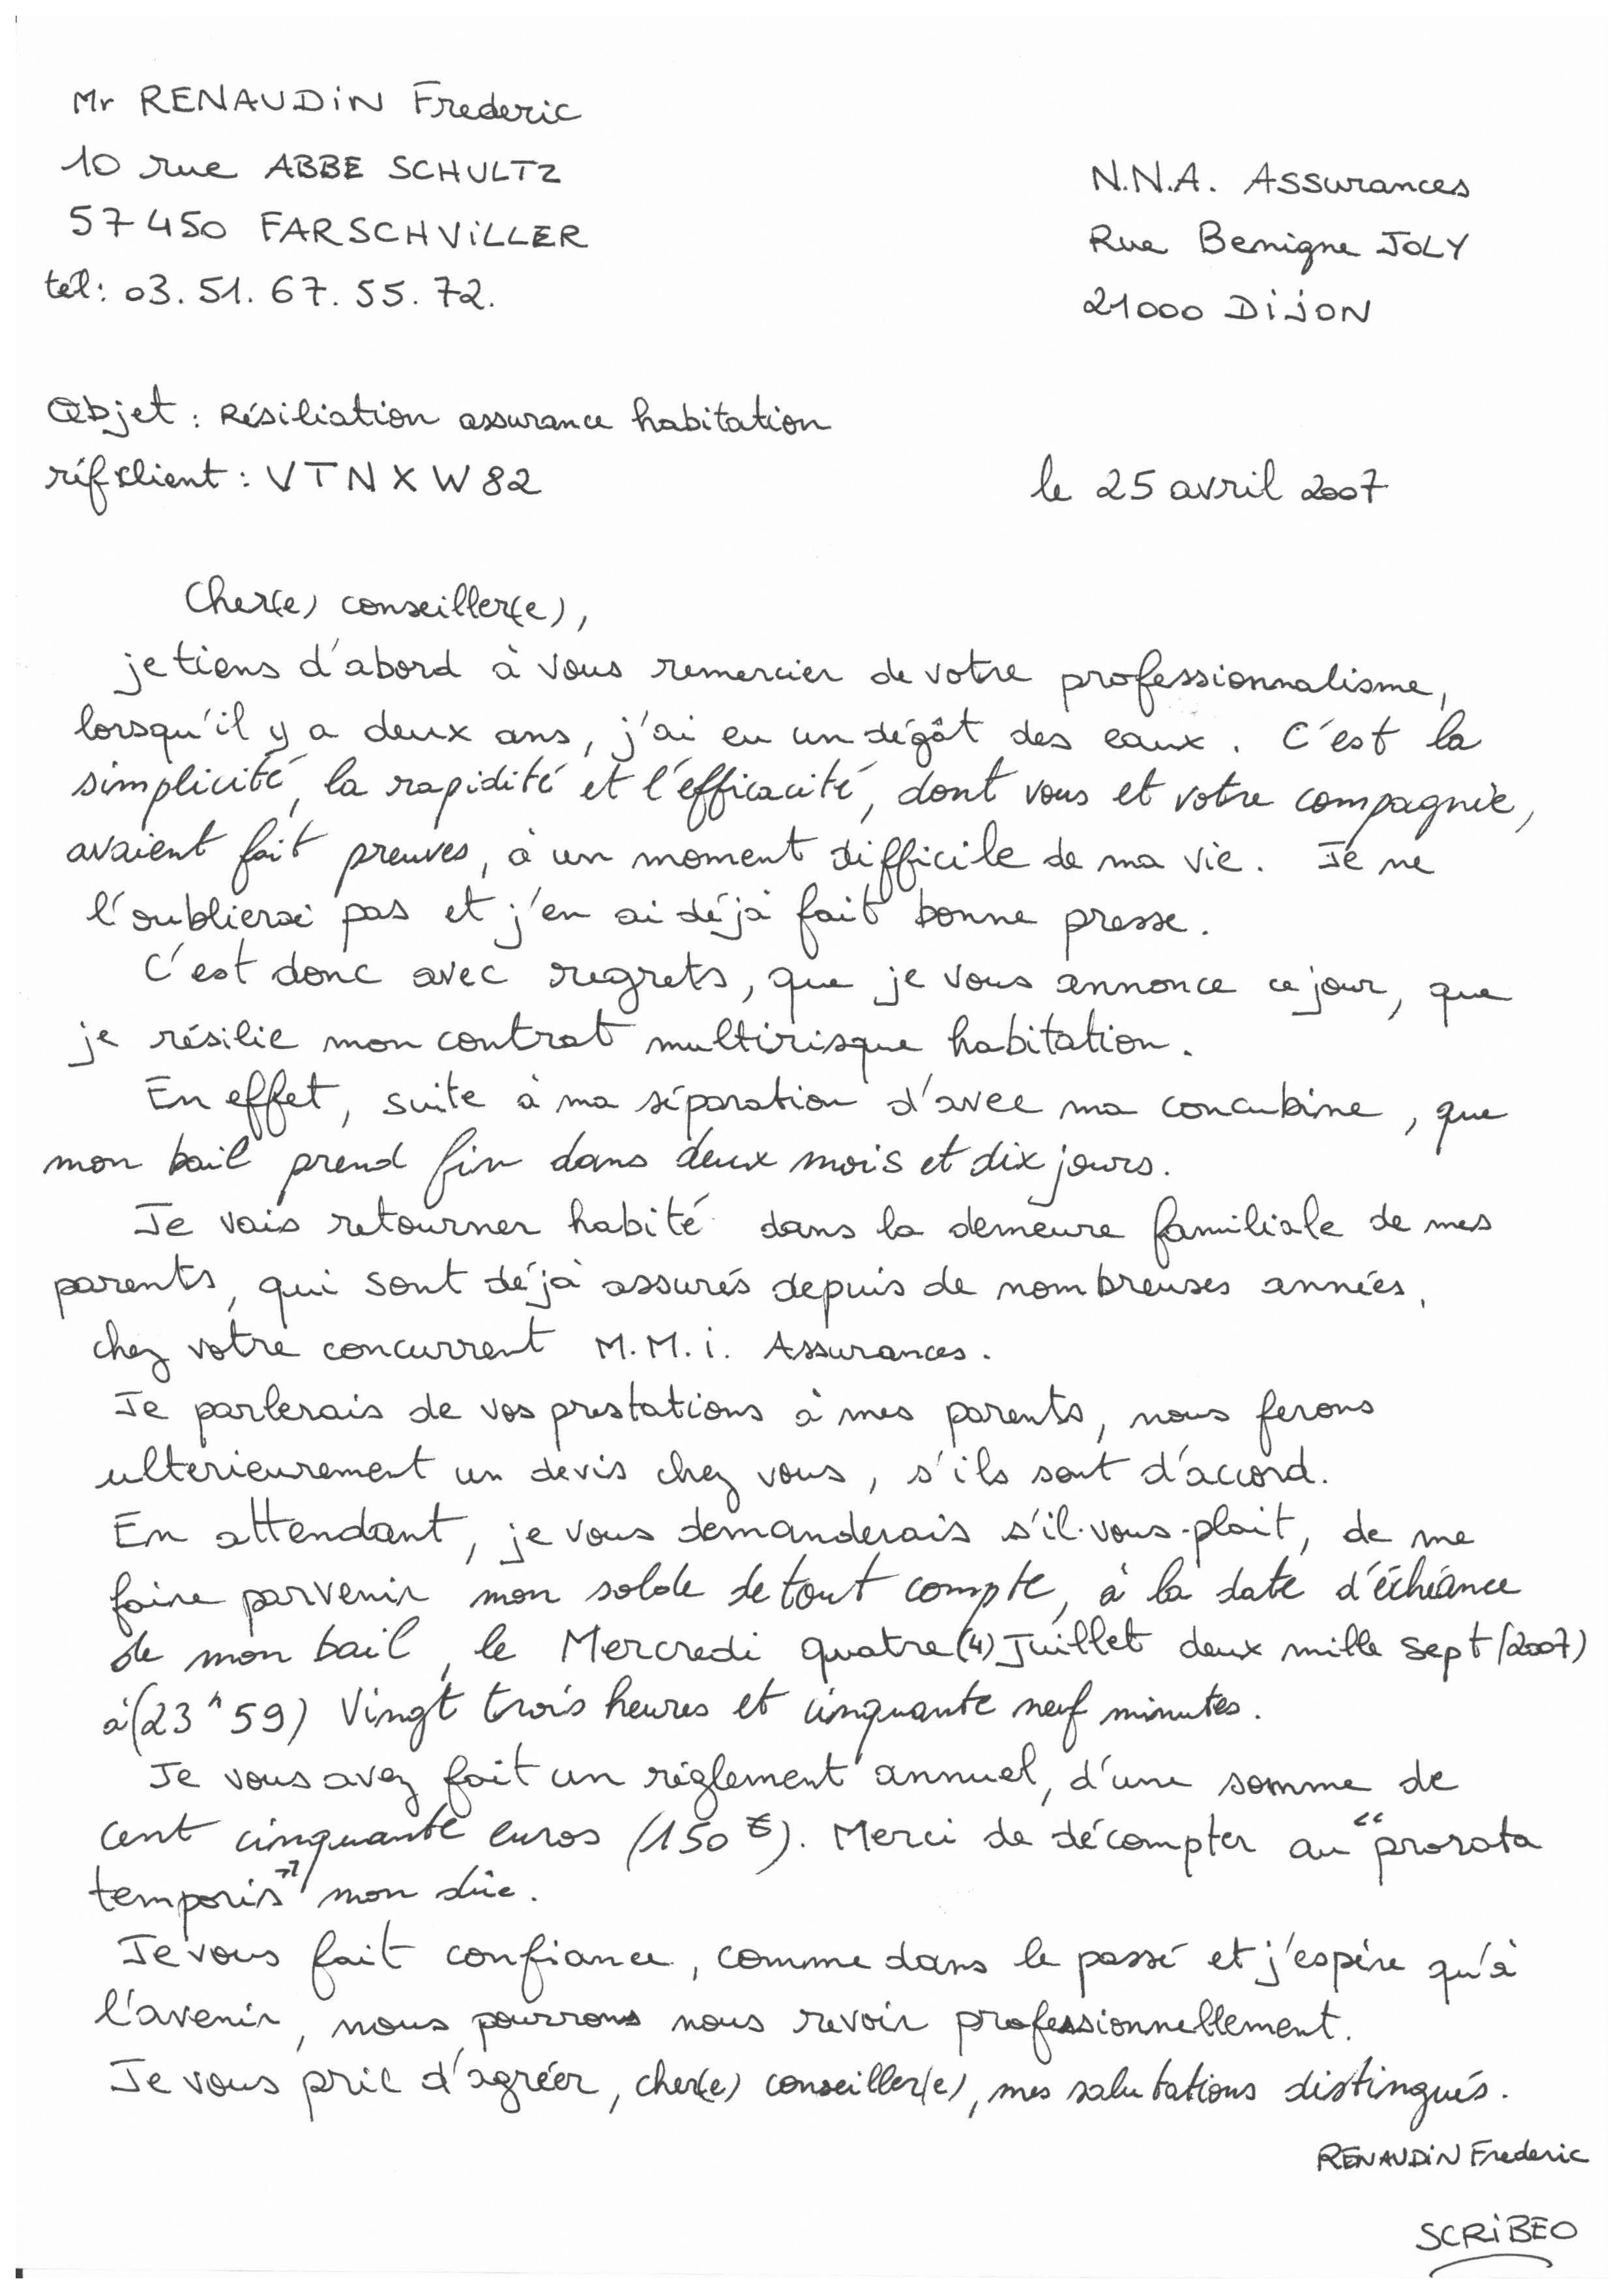 Mr RENAUDIN Frederic
10 rue ABBE SCHULTZ
57450 FARSCHVILLER
tél: 03.51.67.55.72.
N.N.A. Assurances
Rue Benigne JOLY
21000 DIJON
Objet : Résiliation assurance habitation
réf client : VTNXW82
le 25 avril 2007
Cher(e) conseiller(e),
je tiens d'abord à vous remercier de votre professionnalisme,
lorsqu'il y a deux ans, j'ai eu un dégât des eaux. C'est la
simplicité, la rapidité et l'éfficacité, dont vous et votre compagnie,
avaient fait preuves, à un moment difficile de ma vie. Je ne
l'oublierai pas et j'en ai déjà fait bonne presse.
C'est donc avec regrets, que je vous annonce ce jour, que
je résilie mon contrat multirisque habitation.
En effet, suite à ma séparation d'avec ma concubine, que
mon bail prend fin dans deux mois et dix jours.
Je vais retourner habité dans la demeure familiale de mes
parents, qui sont déjà assurés depuis de nombreuses années,
chez votre concurrent M.M.i. Assurances.
Je parlerais de vos prestations à mes parents, nous ferons
ulterieurement un devis chez vous, s'ils sont d'accord.
En attendant, je vous demanderais s'il-vous-plait, de me
faire parvenir mon solde de tout compte, à la date d'échéance
de mon bail, le Mercredi quatre (4) Juillet deux mille sept (2007)
à (23h59) Vingt trois heures et cinquante neuf minutes.
Je vous avez fait un réglement annuel, d'une somme de
cent cinquante euros (150 €). Merci de décompter au "prorata
temporis" mon dûe.
Je vous fait confiance, comme dans le passé et j'espére qu'à
l'avenir, nous pourrons nous revoir professionnellement.
Je vous prie d'agréer, cher(e) conseiller(e), mes salutations distingués.
RENAUDIN Frederic
SCRIBEO